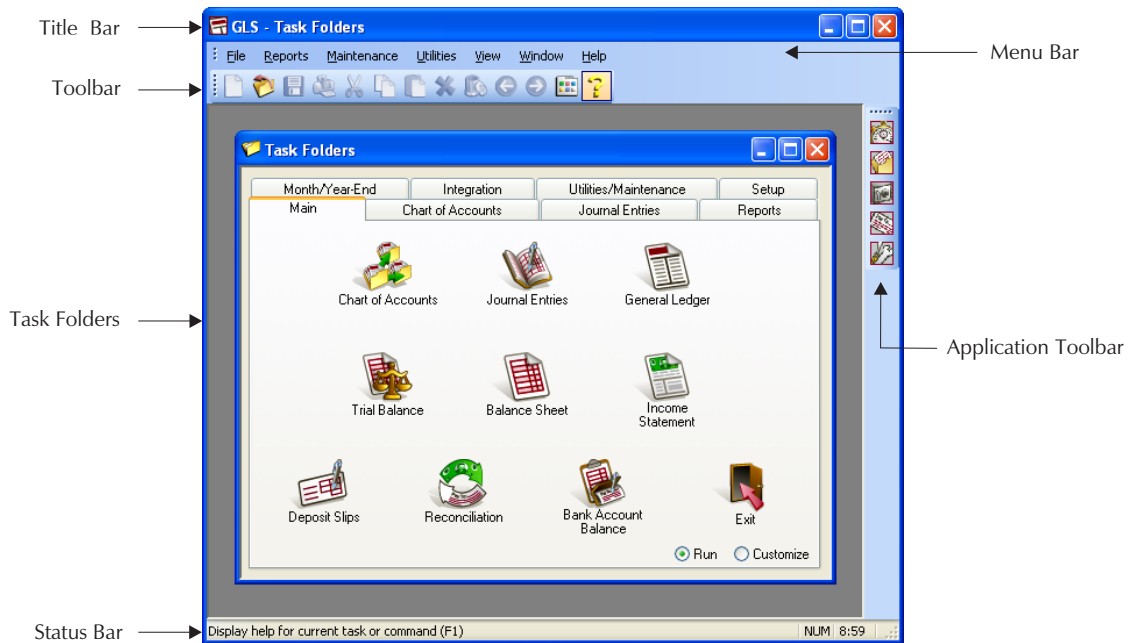 Title Bar
GLS - Task Folders
File Reports Maintenance Utilities View Window Help
Menu Bar
Toolbar
Task Folders
Month/Year-End Integration Utilities/Maintenance Setup
Main Chart of Accounts Journal Entries Reports
Chart of Accounts Journal Entries General Ledger
Task Folders
Application Toolbar
Trial Balance Balance Sheet Income
Statement
Deposit Slips Reconciliation Bank Account
Balance Exit
Run Customize
Status Bar
Display help for current task or command (F1) NUM 8:59